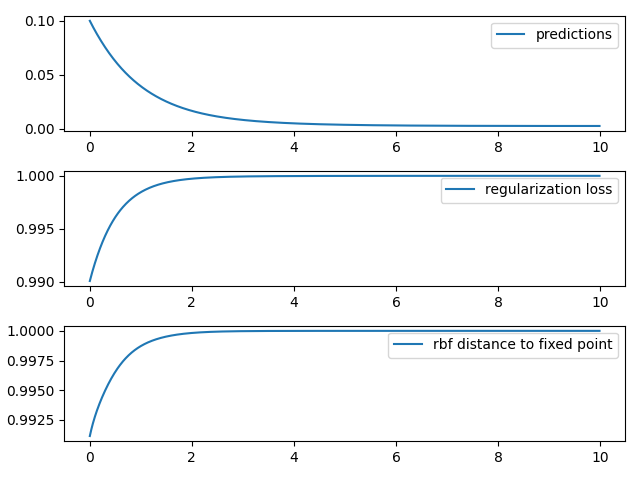 0.10
predictions
0.05
0.00
0 2 4 6 8 10
1.000
regularization loss
0.995
0.990
0 2 4 6 8 10
1.0000
rbf distance to fixed point
0.9975
0.9950
0.9925
0 2 4 6 8 10